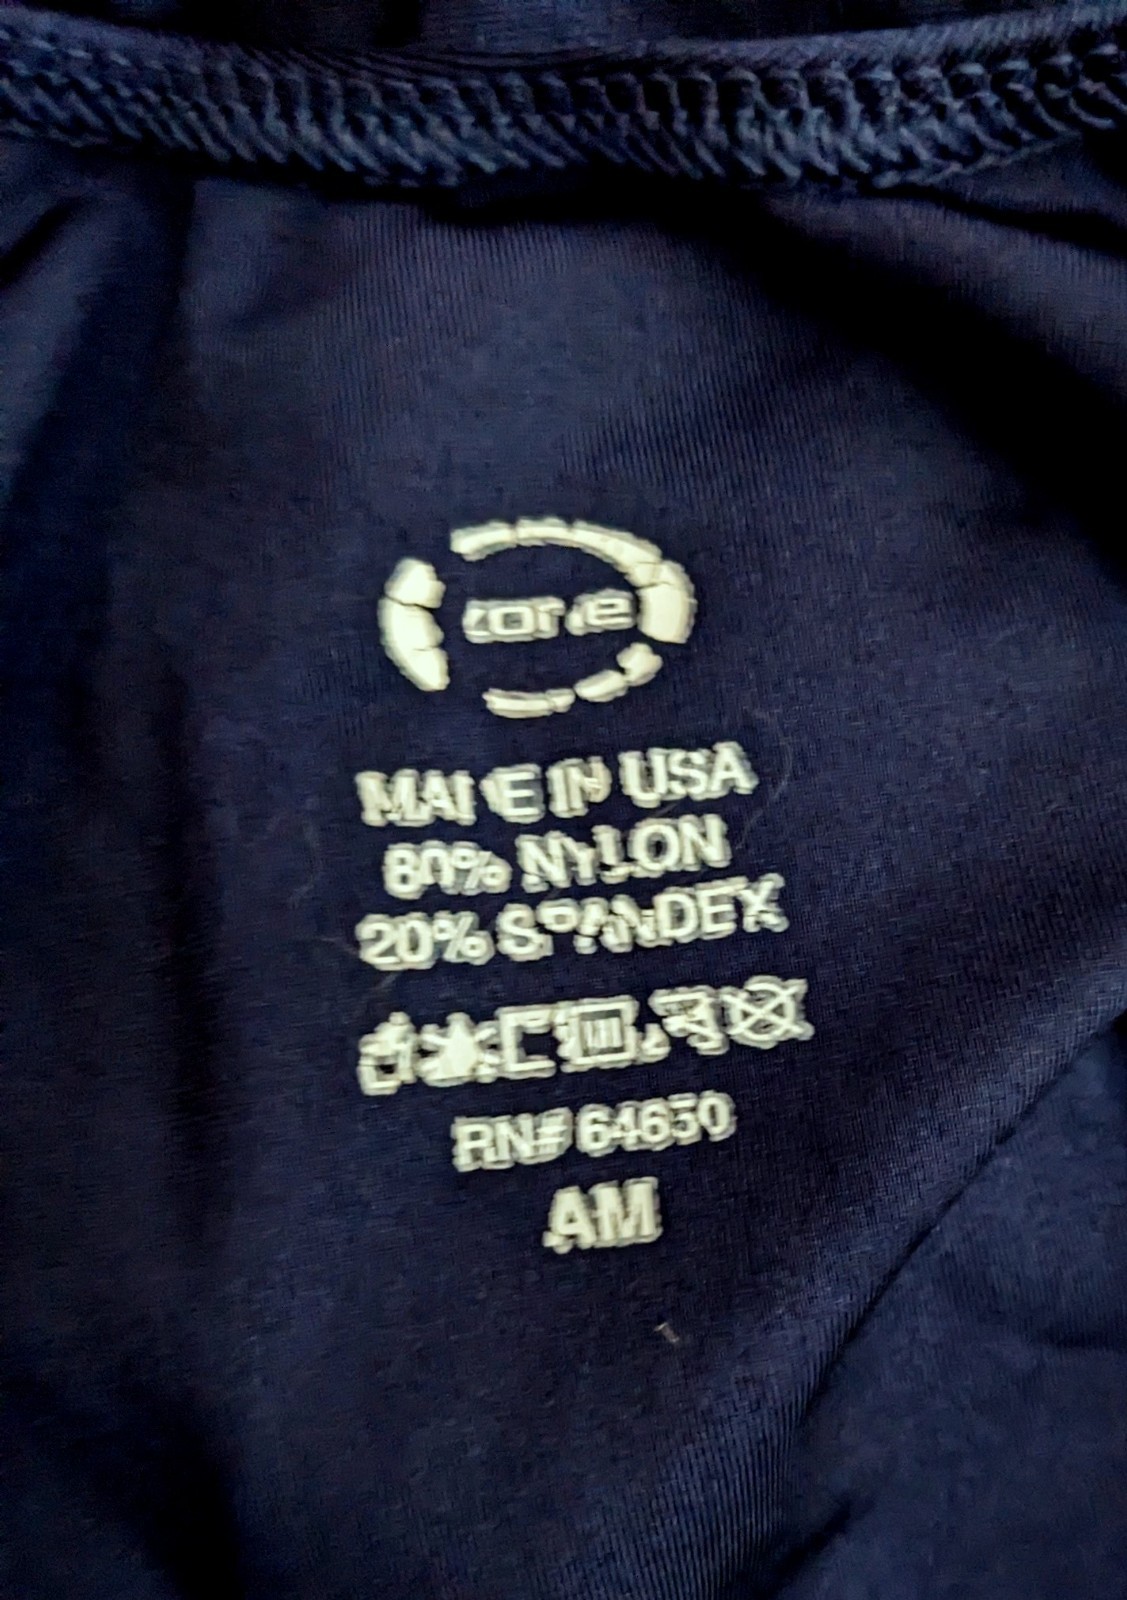 zone
MADE IN USA
80% NYLON
20% SPANDEX
RN# 64650
AM